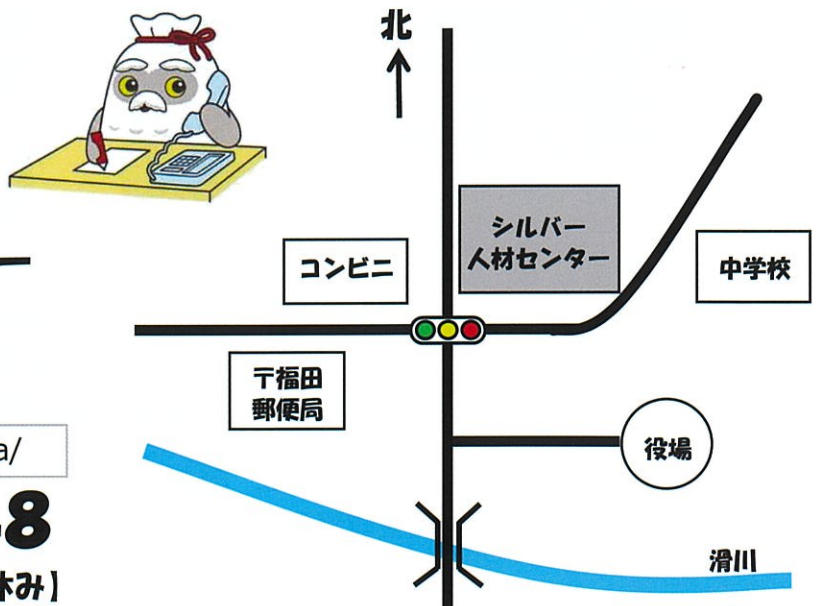 北
シルバー
人材センター
コンビニ
中学校
〒福田
郵便局
役場
a/
8
休み】
滑川